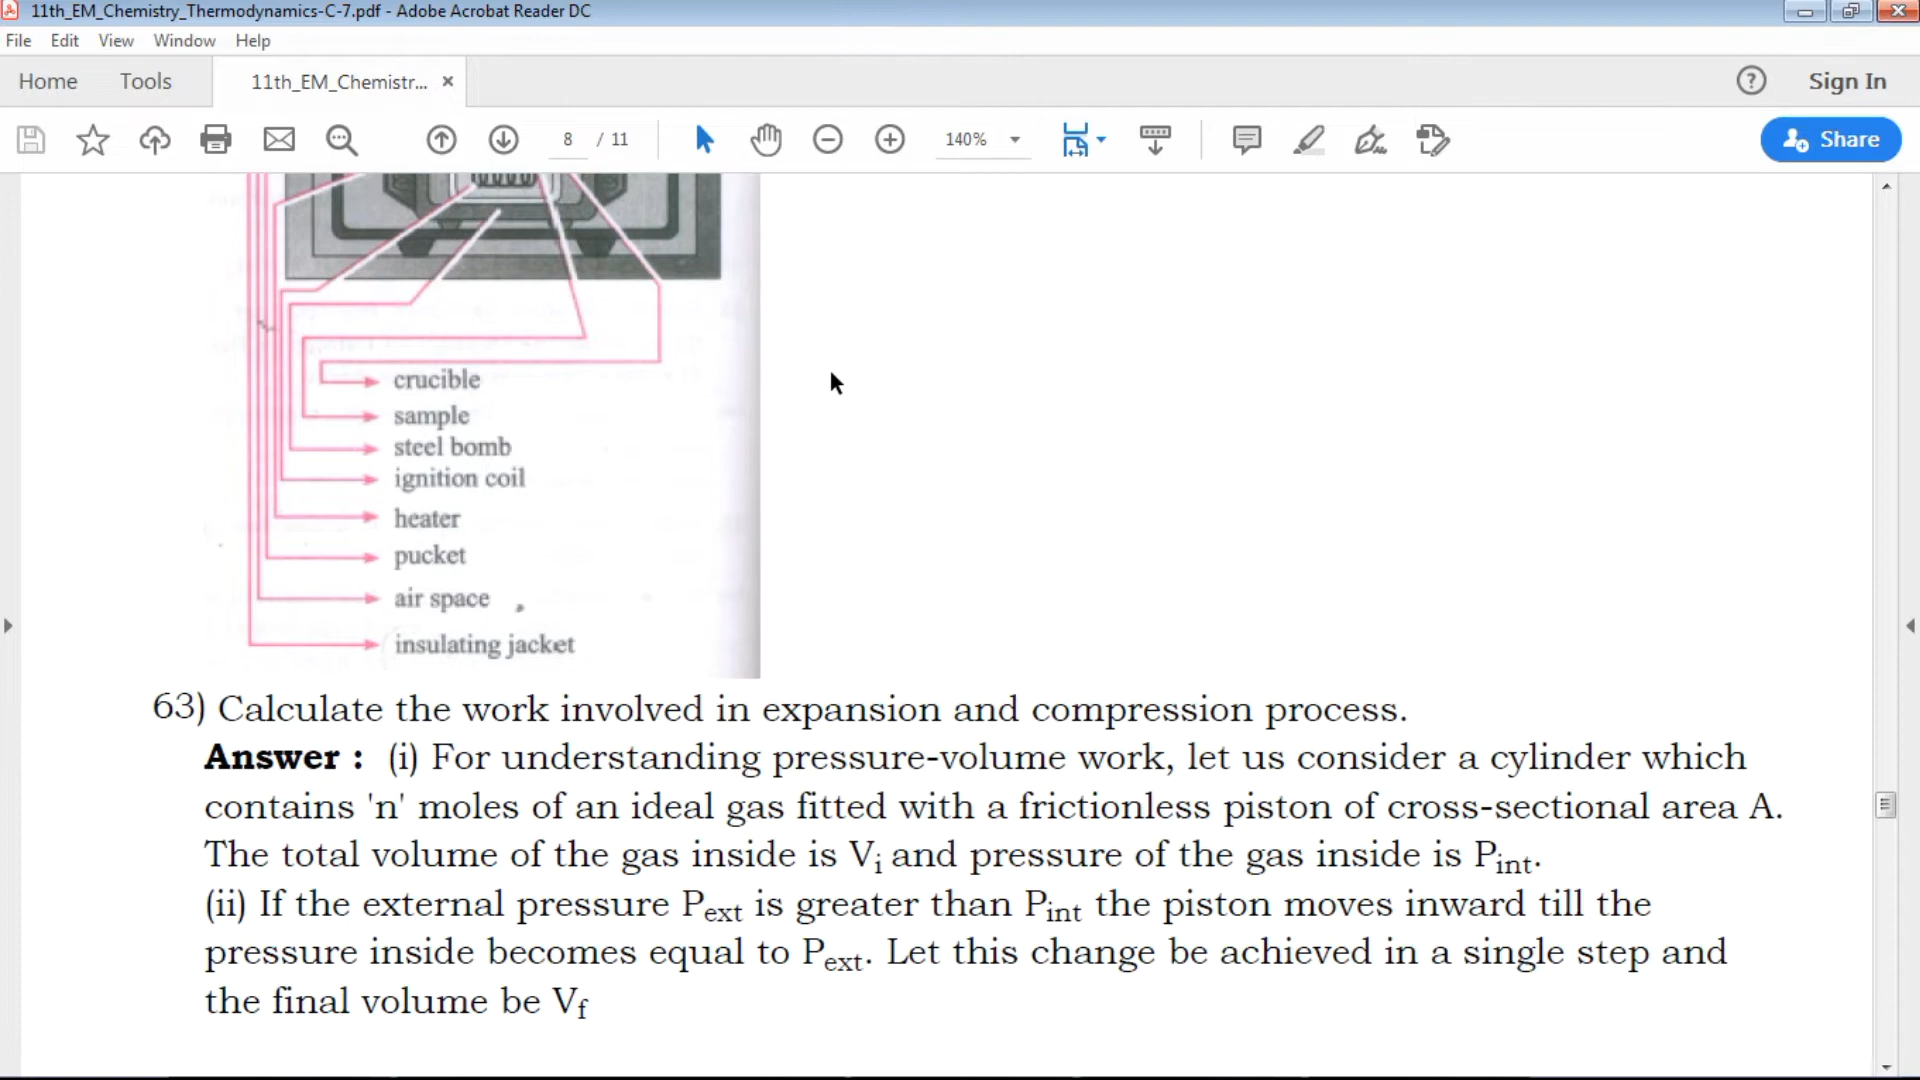 11th_EM_Chemistry_Thermodynamics-C-7.pdf - Adobe Acrobat Reader DC
File Edit View Window Help
Home Tools 11th_EM_Chemistr... × ? Sign In
8 / 11 140% Share
crucible
sample
steel bomb
ignition coil
heater
pucket
air space
insulating jacket
63) Calculate the work involved in expansion and compression process.
Answer : (i) For understanding pressure-volume work, let us consider a cylinder which
contains 'n' moles of an ideal gas fitted with a frictionless piston of cross-sectional area A.
The total volume of the gas inside is Vi and pressure of the gas inside is Pint.
(ii) If the external pressure Pext is greater than Pint the piston moves inward till the
pressure inside becomes equal to Pext. Let this change be achieved in a single step and
the final volume be Vf